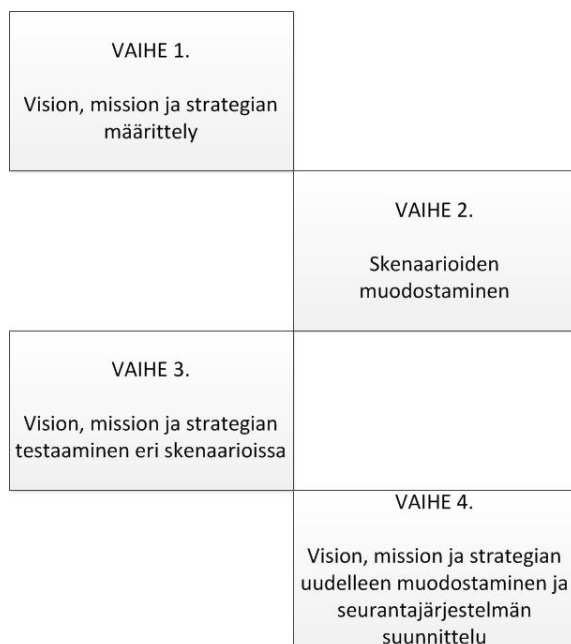 VAIHE 1.
Vision, mission ja strategian
määrittely
VAIHE 2.
Skenaarioiden
muodostaminen
VAIHE 3.
Vision, mission ja strategian
testaaminen eri skenaarioissa
VAIHE 4.
Vision, mission ja strategian
uudelleen muodostaminen ja
seurantajärjestelmän
suunnittelu